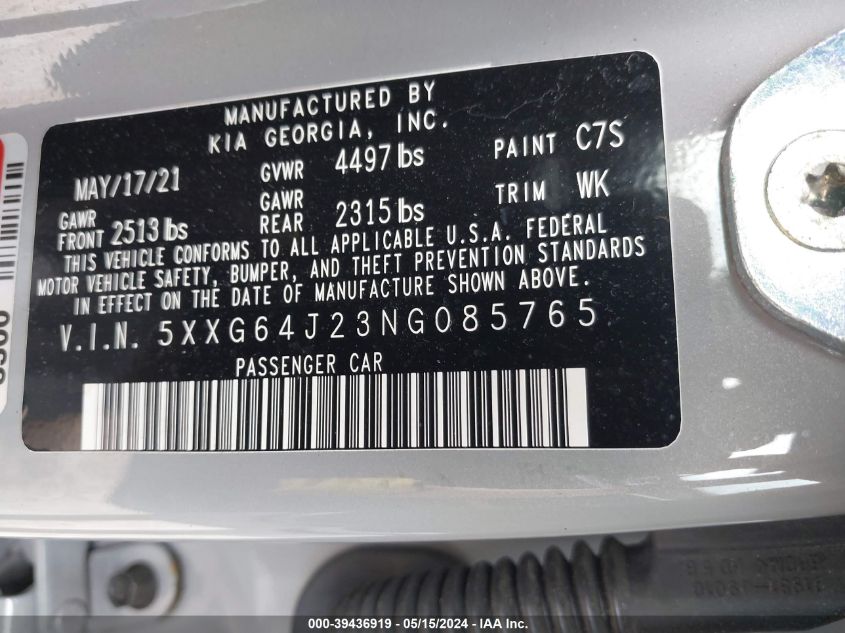 MANUFACTURED BY
KIA GEORGIA, INC.
MAY/17/21 GVWR 4497 lbs PAINT C7S
GAWR FRONT 2513 lbs GAWR REAR 2315 lbs TRIM WK
THIS VEHICLE CONFORMS TO ALL APPLICABLE U.S.A. FEDERAL
MOTOR VEHICLE SAFETY, BUMPER, AND THEFT PREVENTION STANDARDS
IN EFFECT ON THE DATE OF MANUFACTURE SHOWN ABOVE.
V.I.N. 5XXG64J23NG085765
PASSENGER CAR
000-39436919 - 05/15/2024 - IAA Inc.